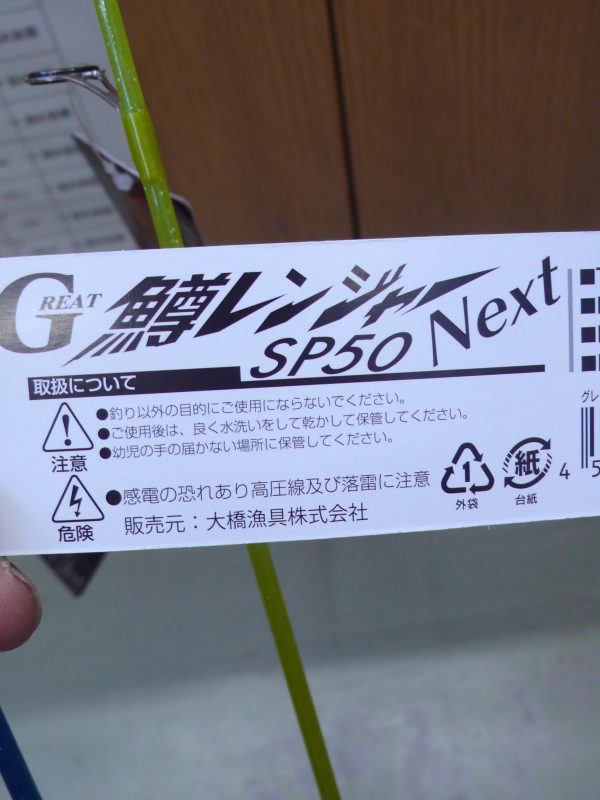 GREAT 鱒レンジャー
SP50 Next
取扱について
●釣り以外の目的にご使用にならないでください。
●ご使用後は、良く水洗いをして乾かして保管してください。
●幼児の手の届かない場所に保管してください。
注意
●感電の恐れあり高圧線及び落雷に注意
危険
販売元：大橋漁具株式会社
1
外袋
紙
台紙
グレ
4
5